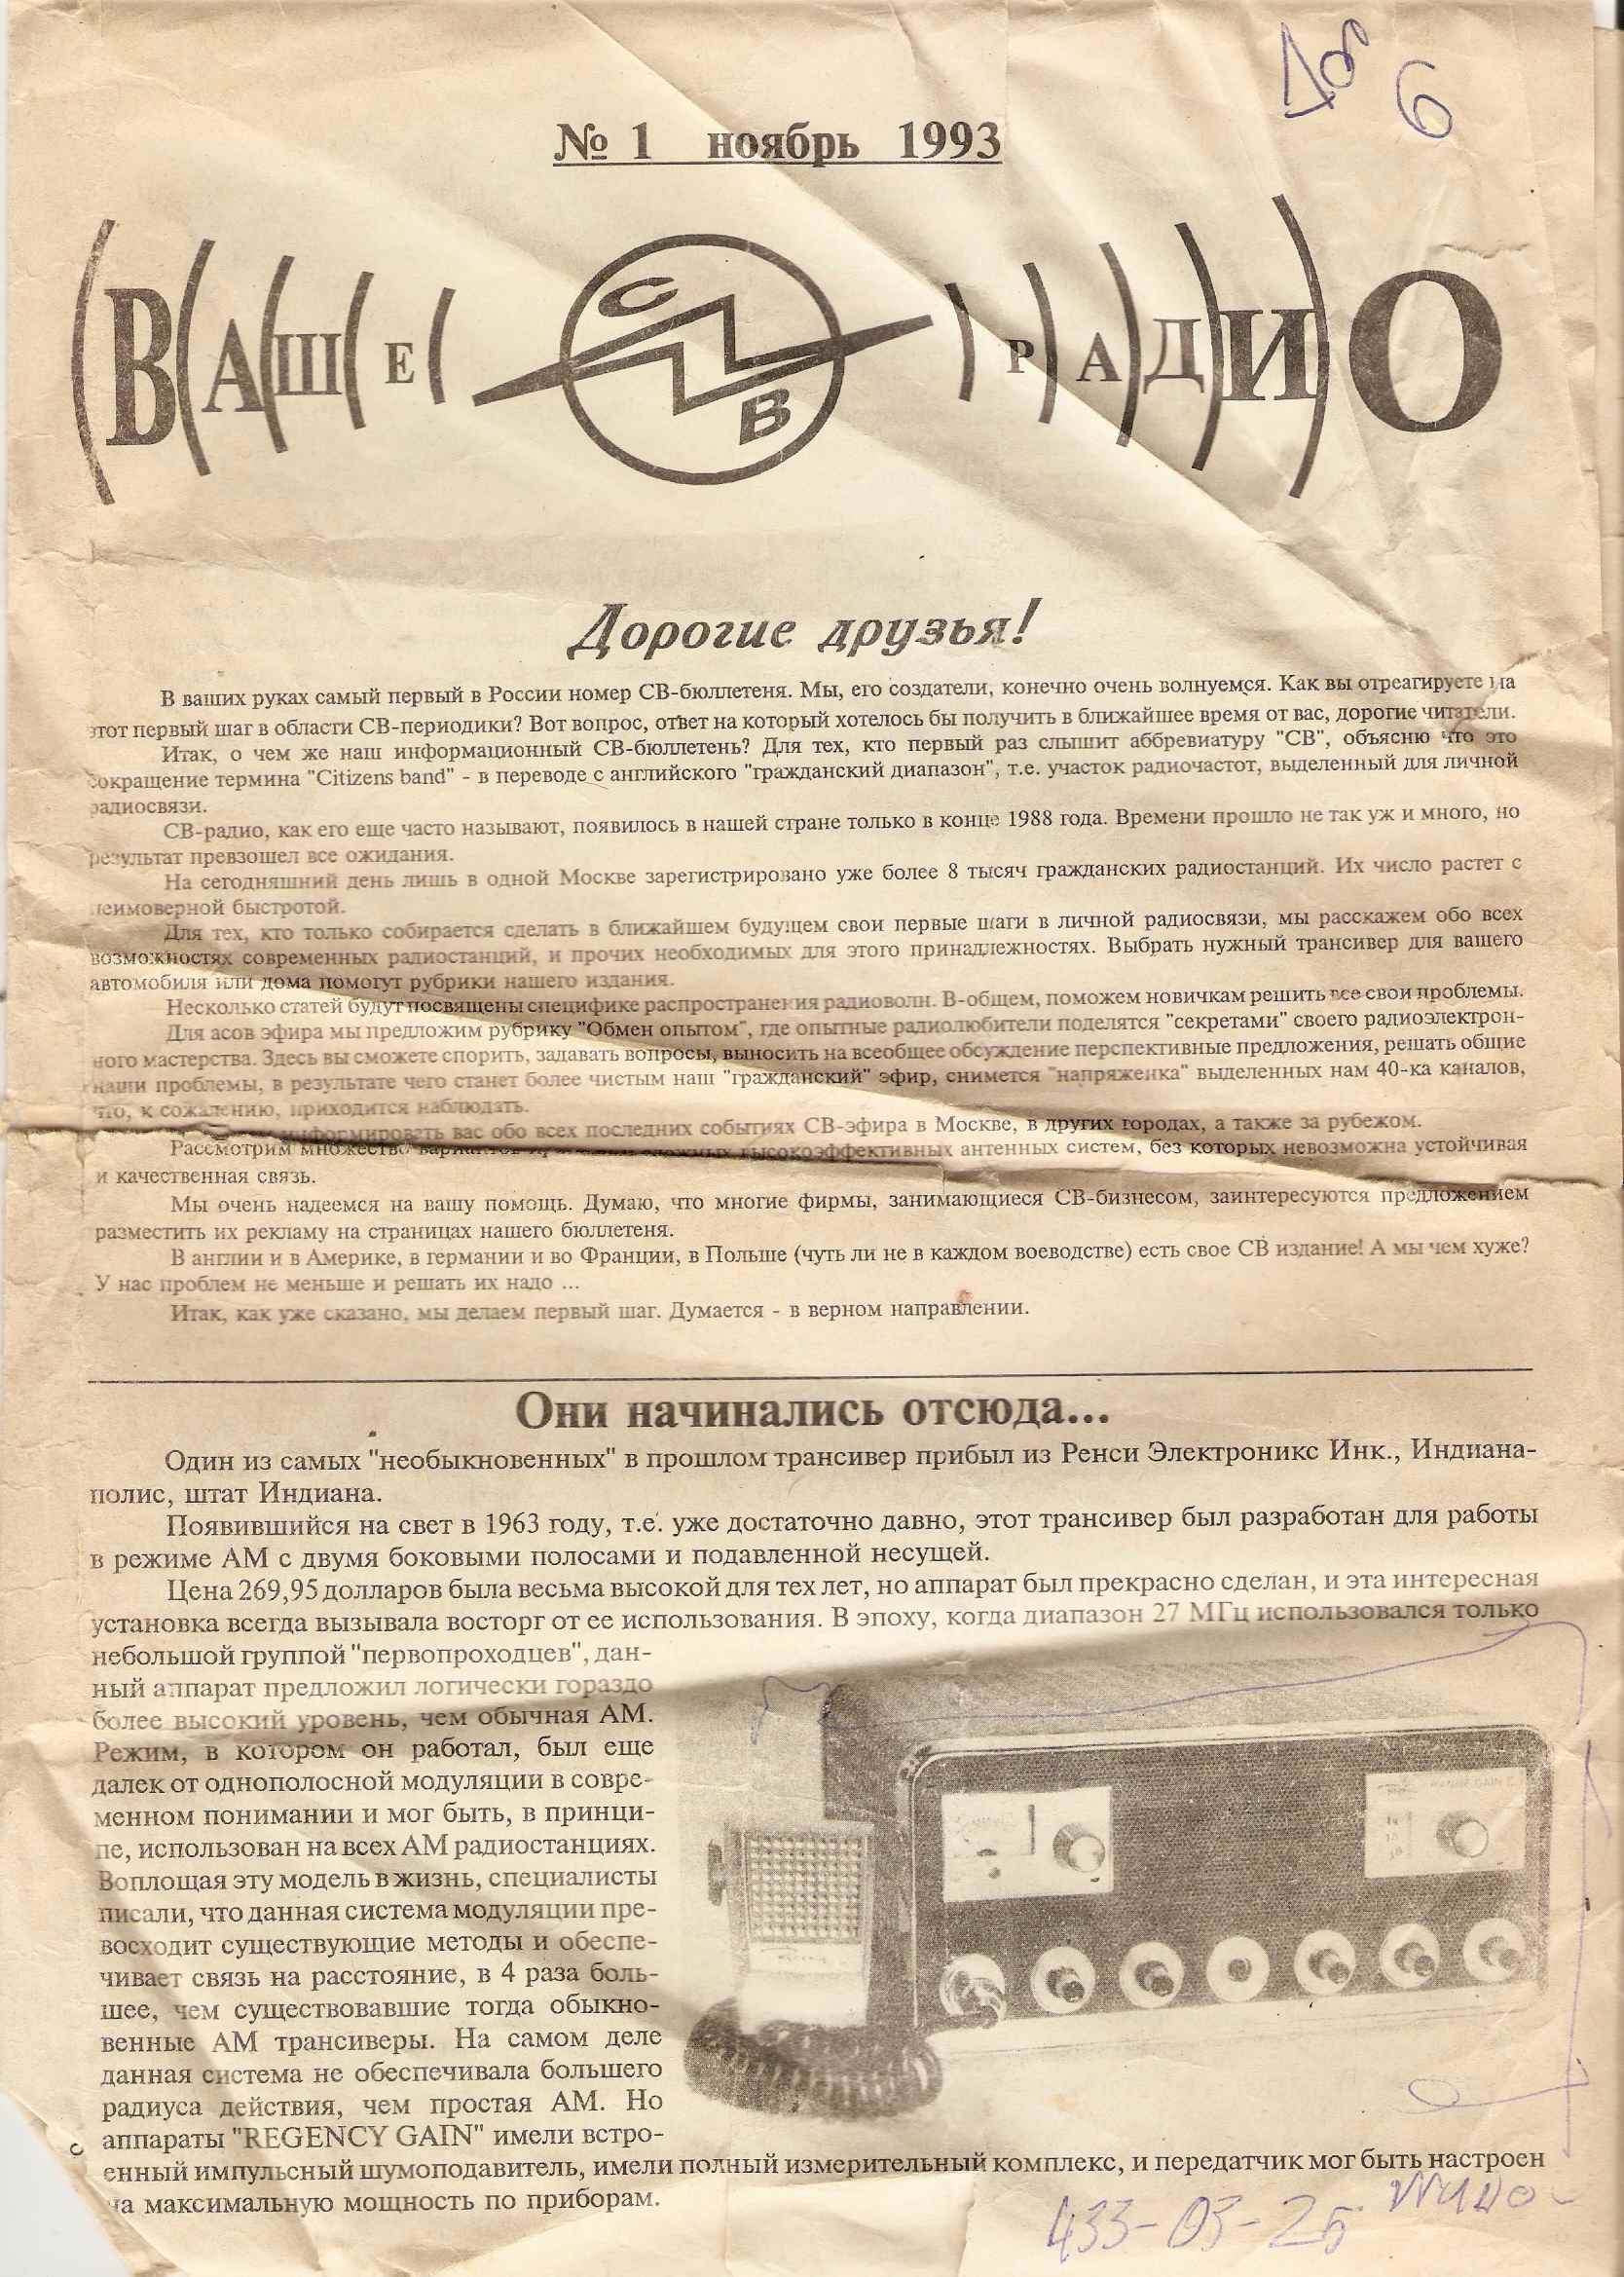 № 1 ноябрь 1993
6
ВАШЕ СВ РАДИО
Дорогие друзья!
В ваших руках самый первый в России номер СВ-бюллетеня. Мы, его создатели, конечно очень волнуемся. Как вы отреагируете на
этот первый шаг в области СВ-периодики? Вот вопрос, ответ на который хотелось бы получить в ближайшее время от вас, дорогие читатели.
Итак, о чем же наш информационный СВ-бюллетень? Для тех, кто первый раз слышит аббревиатуру "СВ", объясню что это
сокращение термина "Citizens band" - в переводе с английского "гражданский диапазон", т.е. участок радиочастот, выделенный для личной
радиосвязи.
СВ-радио, как его еще часто называют, появилось в нашей стране только в конце 1988 года. Времени прошло не так уж и много, но
результат превзошел все ожидания.
На сегодняшний день лишь в одной Москве зарегистрировано уже более 8 тысяч гражданских радиостанций. Их число растет с
неимоверной быстротой.
Для тех, кто только собирается сделать в ближайшем будущем свои первые шаги в личной радиосвязи, мы расскажем обо всех
возможностях современных радиостанций, и прочих необходимых для этого принадлежностях. Выбрать нужный трансивер для вашего
автомобиля или дома помогут рубрики нашего издания.
Несколько статей будут посвящены специфике распространения радиоволн. В-общем, поможем новичкам решить все свои проблемы.
Для асов эфира мы предложим рубрику "Обмен опытом", где опытные радиолюбители поделятся "секретами" своего радиоэлектрон-
ного мастерства. Здесь вы сможете спорить, задавать вопросы, выносить на всеобщее обсуждение перспективные предложения, решать общие
наши проблемы, в результате чего станет более чистым наш "гражданский" эфир, снимется "напряженка" выделенных нам 40-ка каналов,
что, к сожалению, приходится наблюдать.
информировать вас обо всех последних событиях СВ-эфира в Москве, в других городах, а также за рубежом.
Рассмотрим множество вариантов высокоэффективных антенных систем, без которых невозможна устойчивая
и качественная связь.
Мы очень надеемся на вашу помощь. Думаю, что многие фирмы, занимающиеся СВ-бизнесом, заинтересуются предложением
разместить их рекламу на страницах нашего бюллетеня.
В англии и в Америке, в германии и во Франции, в Польше (чуть ли не в каждом воеводстве) есть свое СВ издание! А мы чем хуже?
У нас проблем не меньше и решать их надо ...
Итак, как уже сказано, мы делаем первый шаг. Думается - в верном направлении.
Они начинались отсюда...
Один из самых "необыкновенных" в прошлом трансивер прибыл из Ренси Электроникс Инк., Индиана-
полис, штат Индиана.
Появившийся на свет в 1963 году, т.е. уже достаточно давно, этот трансивер был разработан для работы
в режиме АМ с двумя боковыми полосами и подавленной несущей.
Цена 269,95 долларов была весьма высокой для тех лет, но аппарат был прекрасно сделан, и эта интересная
установка всегда вызывала восторг от ее использования. В эпоху, когда диапазон 27 МГц использовался только
небольшой группой "первопроходцев", дан-
ный аппарат предложил логически гораздо
более высокий уровень, чем обычная АМ.
Режим, в котором он работал, был еще
далек от однополосной модуляции в совре-
менном понимании и мог быть, в принци-
пе, использован на всех АМ радиостанциях.
Воплощая эту модель в жизнь, специалисты
писали, что данная система модуляции пре-
восходит существующие методы и обеспе-
чивает связь на расстояние, в 4 раза боль-
шее, чем существовавшие тогда обыкно-
венные АМ трансиверы. На самом деле
данная система не обеспечивала большего
радиуса действия, чем простая АМ. Но
аппараты "REGENCY GAIN" имели встро-
енный импульсный шумоподавитель, имели полный измерительный комплекс, и передатчик мог быть настроен
на максимальную мощность по приборам.
433-03-26